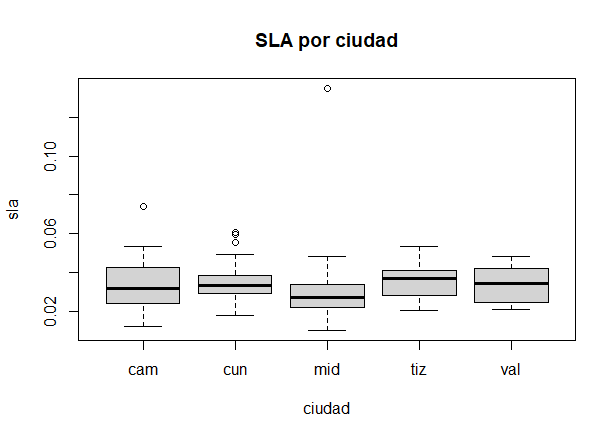 SLA por ciudad
sla
0.10
0.06
0.02
cam cun mid tiz val
ciudad